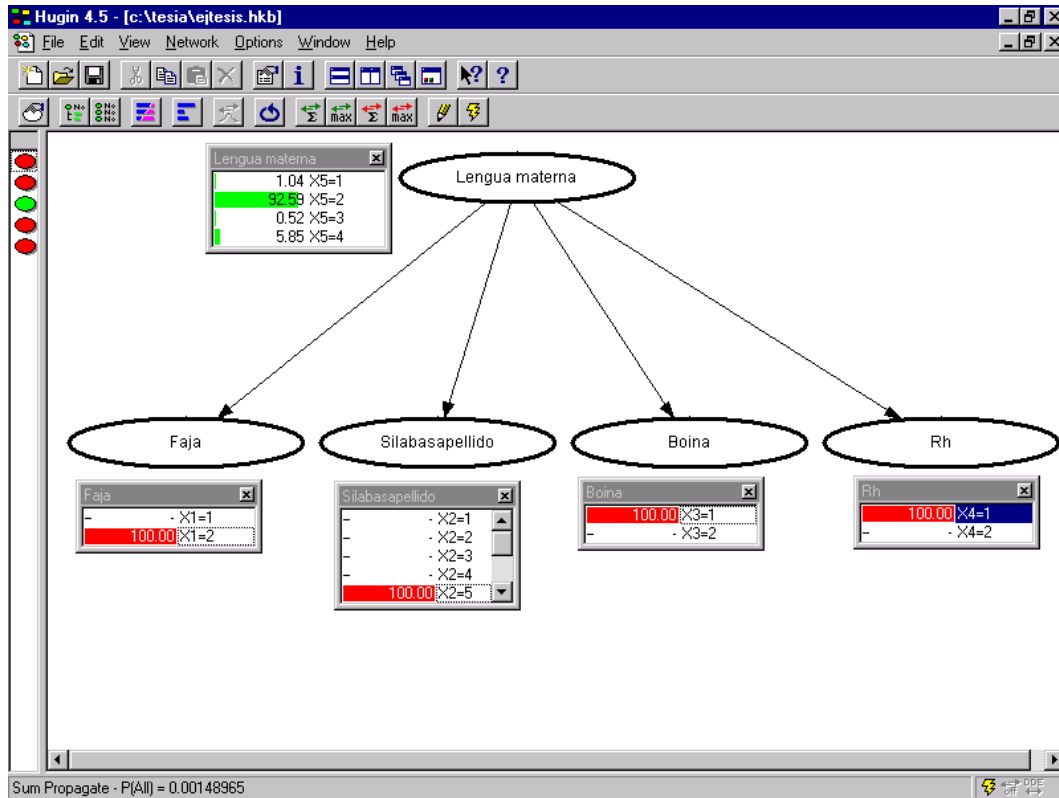 Hugin 4.5 - [c:\tesia\ejtesis.hkb]
File Edit View Network Options Window Help
Lengua materna
1.04 X5=1
92.59 X5=2
0.52 X5=3
5.85 X5=4
Lengua materna
Faja
Silabasapellido
Boina
Rh
Faja
- - X1=1
100.00 X1=2
Silabasapellido
- - X2=1
- - X2=2
- - X2=3
- - X2=4
100.00 X2=5
Boina
100.00 X3=1
- - X3=2
Rh
100.00 X4=1
- - X4=2
Sum Propagate - P(All) = 0.00148965